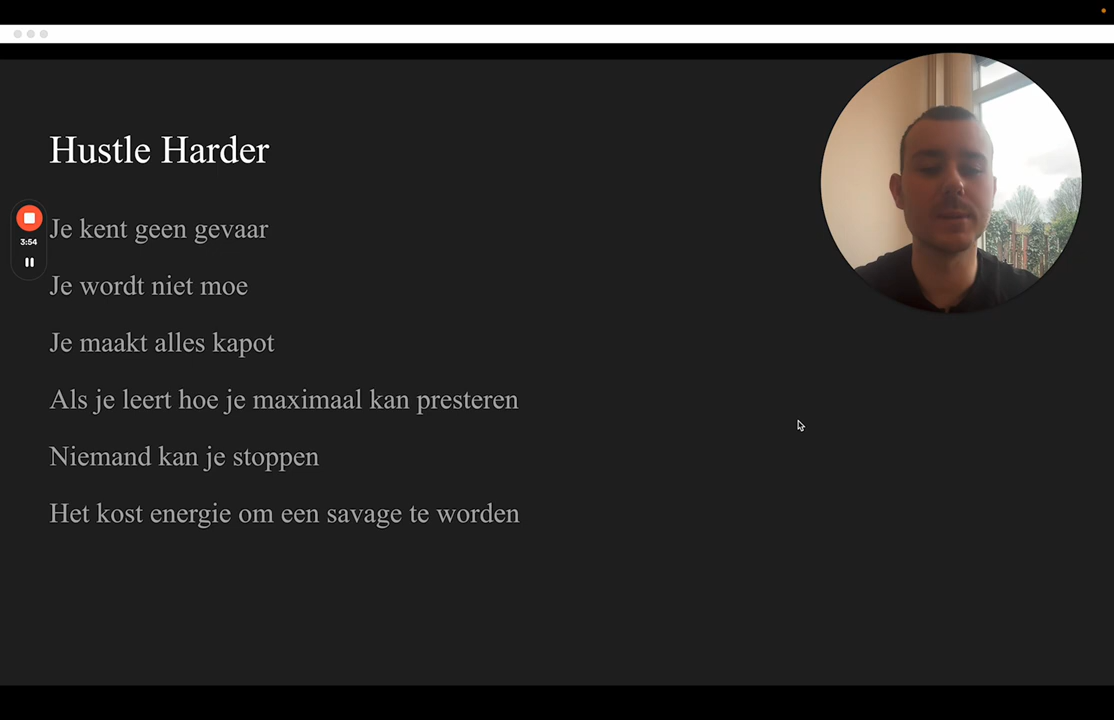 Hustle Harder
Je kent geen gevaar
3:54
Je wordt niet moe
Je maakt alles kapot
Als je leert hoe je maximaal kan presteren
Niemand kan je stoppen
Het kost energie om een savage te worden